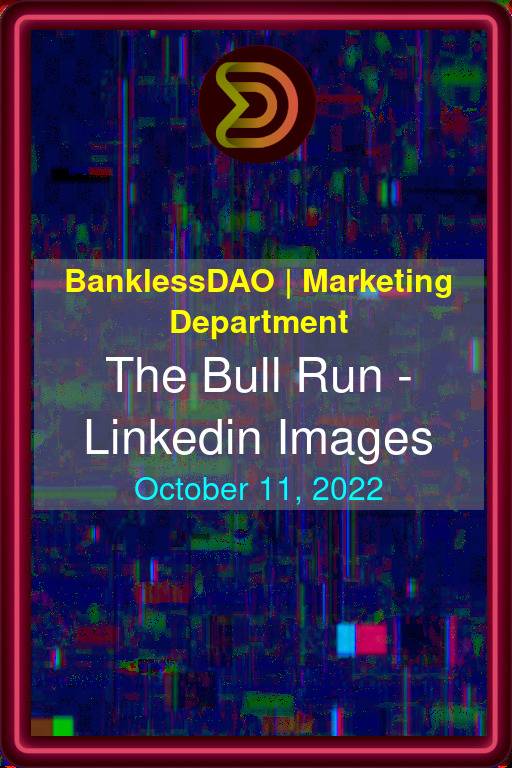 BanklessDAO | Marketing
Department
The Bull Run -
Linkedin Images
October 11, 2022